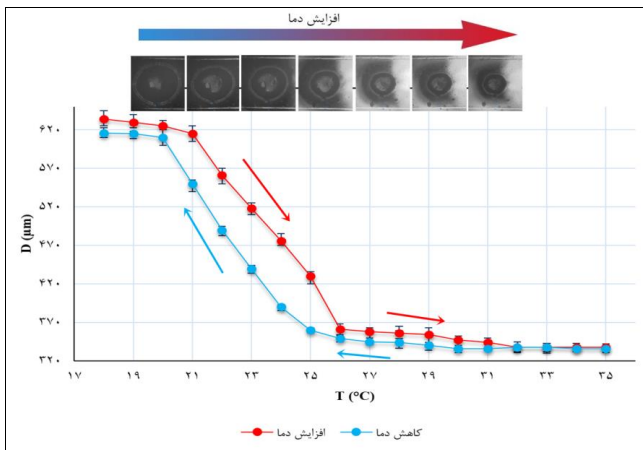 افزایش دما
۶۲۰
۵۷۰
۵۲۰
۴۷۰
۴۲۰
۳۷۰
۳۲۰
D (µm)
۱۷ ۱۹ ۲۱ ۲۳ ۲۵ ۲۷ ۲۹ ۳۱ ۳۳ ۳۵
T (°C)
افزایش دما کاهش دما